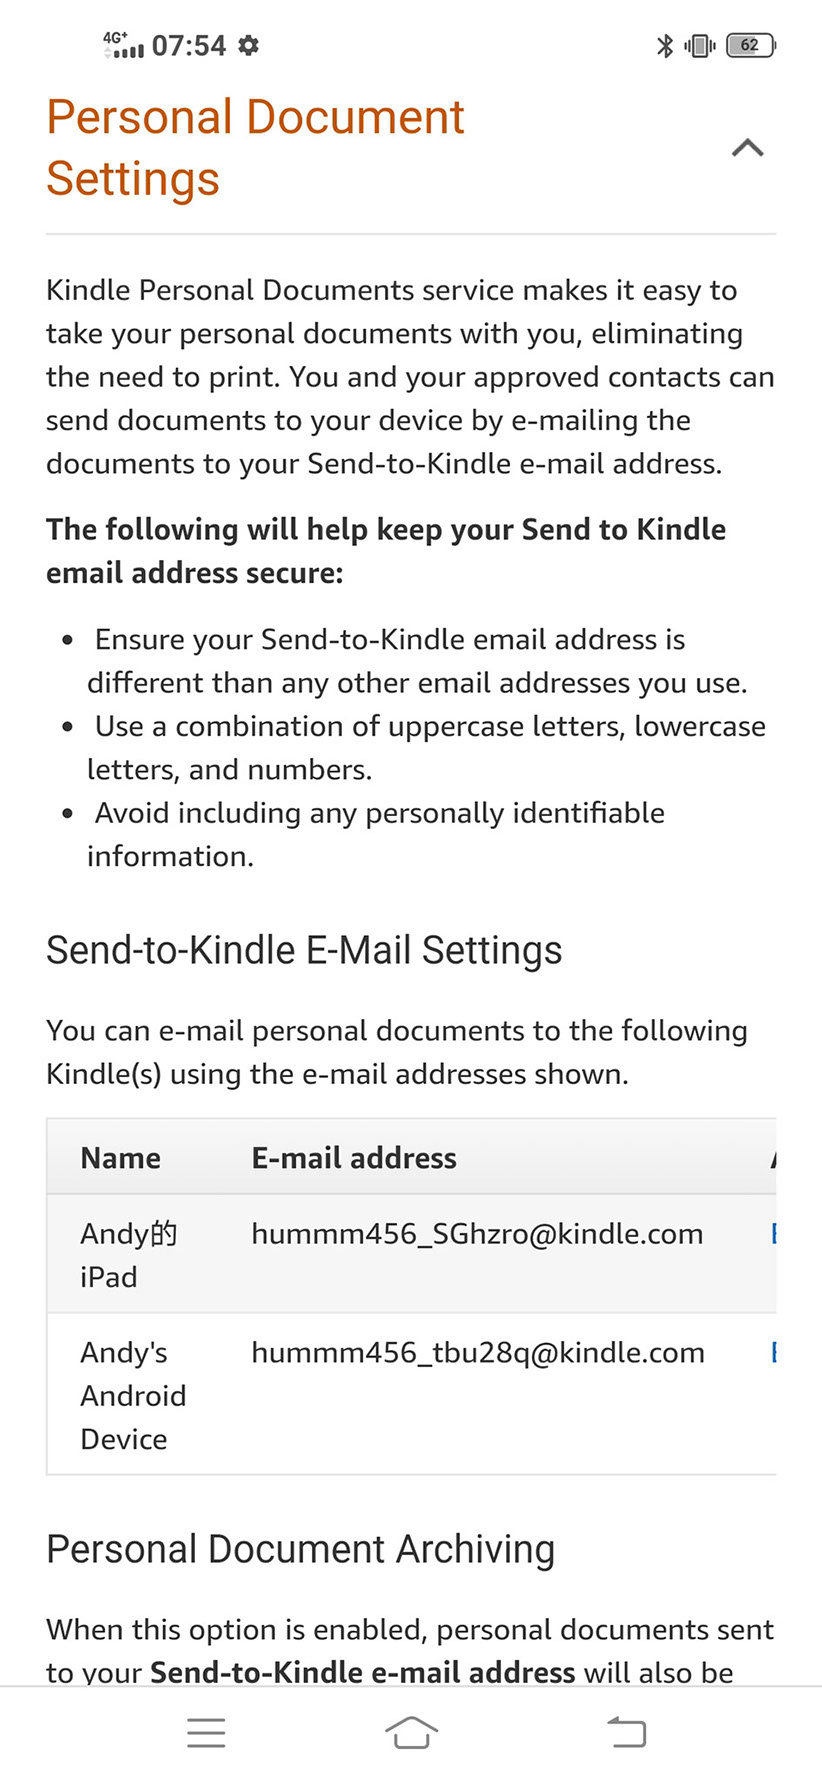 4G+ 07:54 62
Personal Document
Settings
Kindle Personal Documents service makes it easy to
take your personal documents with you, eliminating
the need to print. You and your approved contacts can
send documents to your device by e-mailing the
documents to your Send-to-Kindle e-mail address.
The following will help keep your Send to Kindle
email address secure:
• Ensure your Send-to-Kindle email address is
different than any other email addresses you use.
• Use a combination of uppercase letters, lowercase
letters, and numbers.
• Avoid including any personally identifiable
information.
Send-to-Kindle E-Mail Settings
You can e-mail personal documents to the following
Kindle(s) using the e-mail addresses shown.
Name E-mail address
Andy的 hummm456_SGhzro@kindle.com
iPad
Andy's hummm456_tbu28q@kindle.com
Android
Device
Personal Document Archiving
When this option is enabled, personal documents sent
to your Send-to-Kindle e-mail address will also be